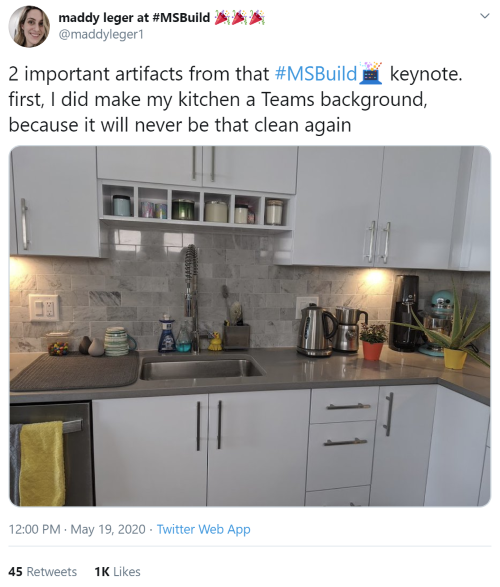 maddy leger at #MSBuild 🎉🎉🎉
@maddyleger1
2 important artifacts from that #MSBuild keynote.
first, I did make my kitchen a Teams background,
because it will never be that clean again
12:00 PM · May 19, 2020 · Twitter Web App
45 Retweets 1K Likes